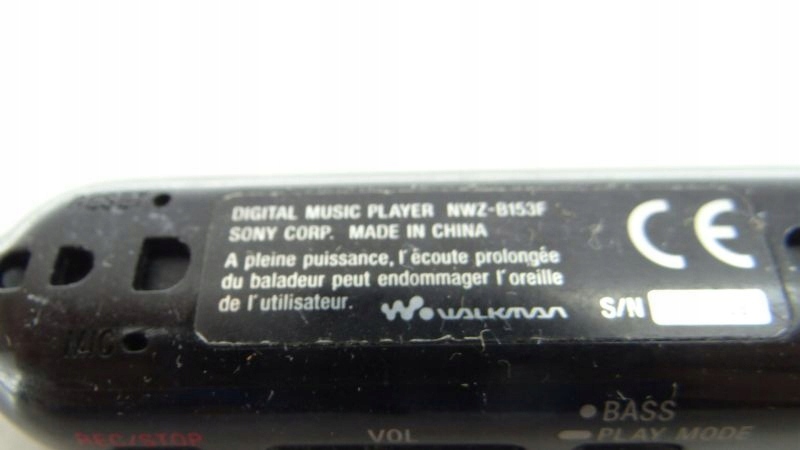 RESET
DIGITAL MUSIC PLAYER NWZ-B153F
SONY CORP. MADE IN CHINA
A pleine puissance, l'écoute prolongée
du baladeur peut endommager l'oreille
de l'utilisateur.
WALKMAN
S/N
CE
MIC
BASS
REC/STOP
VOL
PLAY MODE